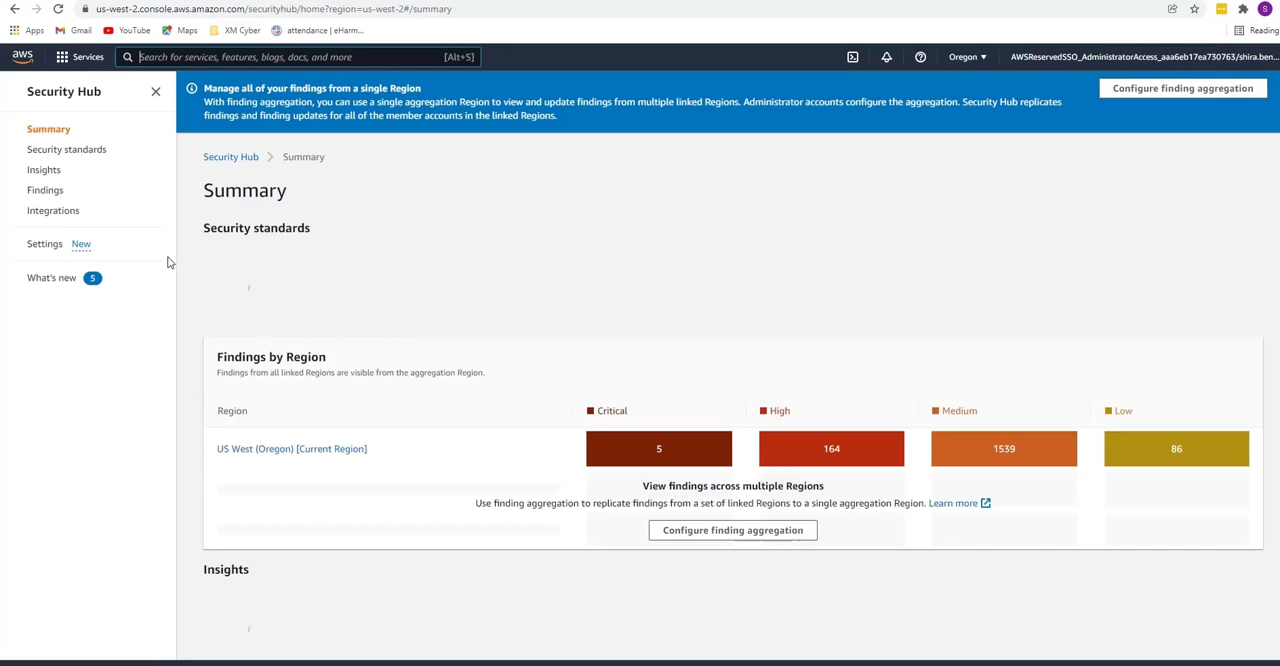 us-west-2.console.aws.amazon.com/securityhub/home?region=us-west-2#/summary
Apps Gmail YouTube Maps XM Cyber attendance | eHarm... Reading
aws Services Search for services, features, blogs, docs, and more [Alt+S] Oregon AWSReservedSSO_AdministratorAccess_aaa6eb17ea730763/shira.ben...
Security Hub
Summary
Security standards
Insights
Findings
Integrations
Settings New
What's new 5
Manage all of your findings from a single Region
With finding aggregation, you can use a single aggregation Region to view and update findings from multiple linked Regions. Administrator accounts configure the aggregation. Security Hub replicates
findings and finding updates for all of the member accounts in the linked Regions.
Configure finding aggregation
Security Hub > Summary
Summary
Security standards
Findings by Region
Findings from all linked Regions are visible from the aggregation Region.
Region Critical High Medium Low
US West (Oregon) [Current Region] 5 164 1539 86
View findings across multiple Regions
Use finding aggregation to replicate findings from a set of linked Regions to a single aggregation Region. Learn more
Configure finding aggregation
Insights